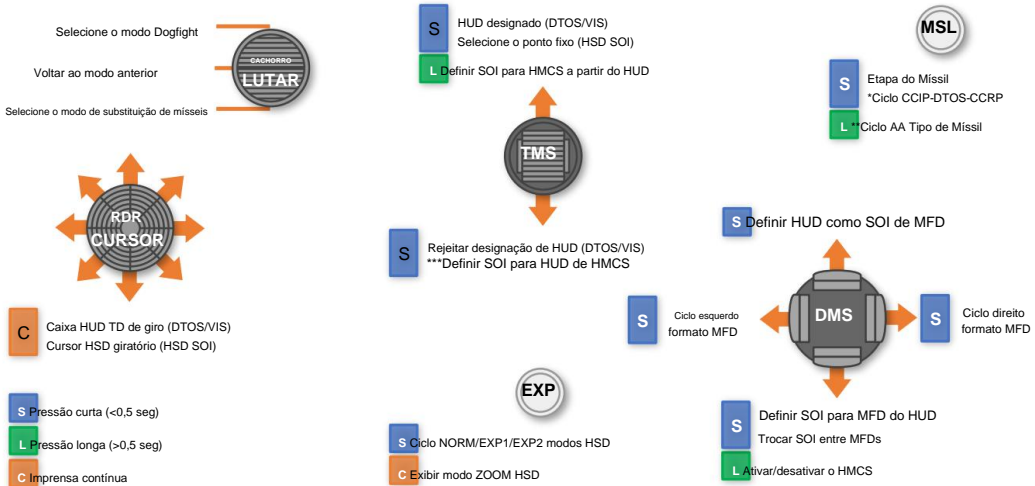 Selecione o modo Dogfight
Voltar ao modo anterior
Selecione o modo de substituição de mísseis
CACHORRO
LUTAR
S
HUD designado (DTOS/VIS)
Selecione o ponto fixo (HSD SOI)
L Definir SOI para HMCS a partir do HUD
MSL
S
Etapa do Míssil
*Ciclo CCIP-DTOS-CCRP
L **Ciclo AA Tipo de Míssil
TMS
RDR
CURSOR
S
Rejeitar designação de HUD (DTOS/VIS)
***Definir SOI para HUD de HMCS
S Definir HUD como SOI de MFD
S
Ciclo esquerdo
formato MFD
DMS
S
Ciclo direito
formato MFD
C
Caixa HUD TD de giro (DTOS/VIS)
Cursor HSD giratório (HSD SOI)
EXP
S Pressão curta (<0,5 seg)
L Pressão longa (>0,5 seg)
C Imprensa contínua
S Ciclo NORM/EXP1/EXP2 modos HSD
C Exibir modo ZOOM HSD
S
Definir SOI para MFD do HUD
Trocar SOI entre MFDs
L Ativar/desativar o HMCS